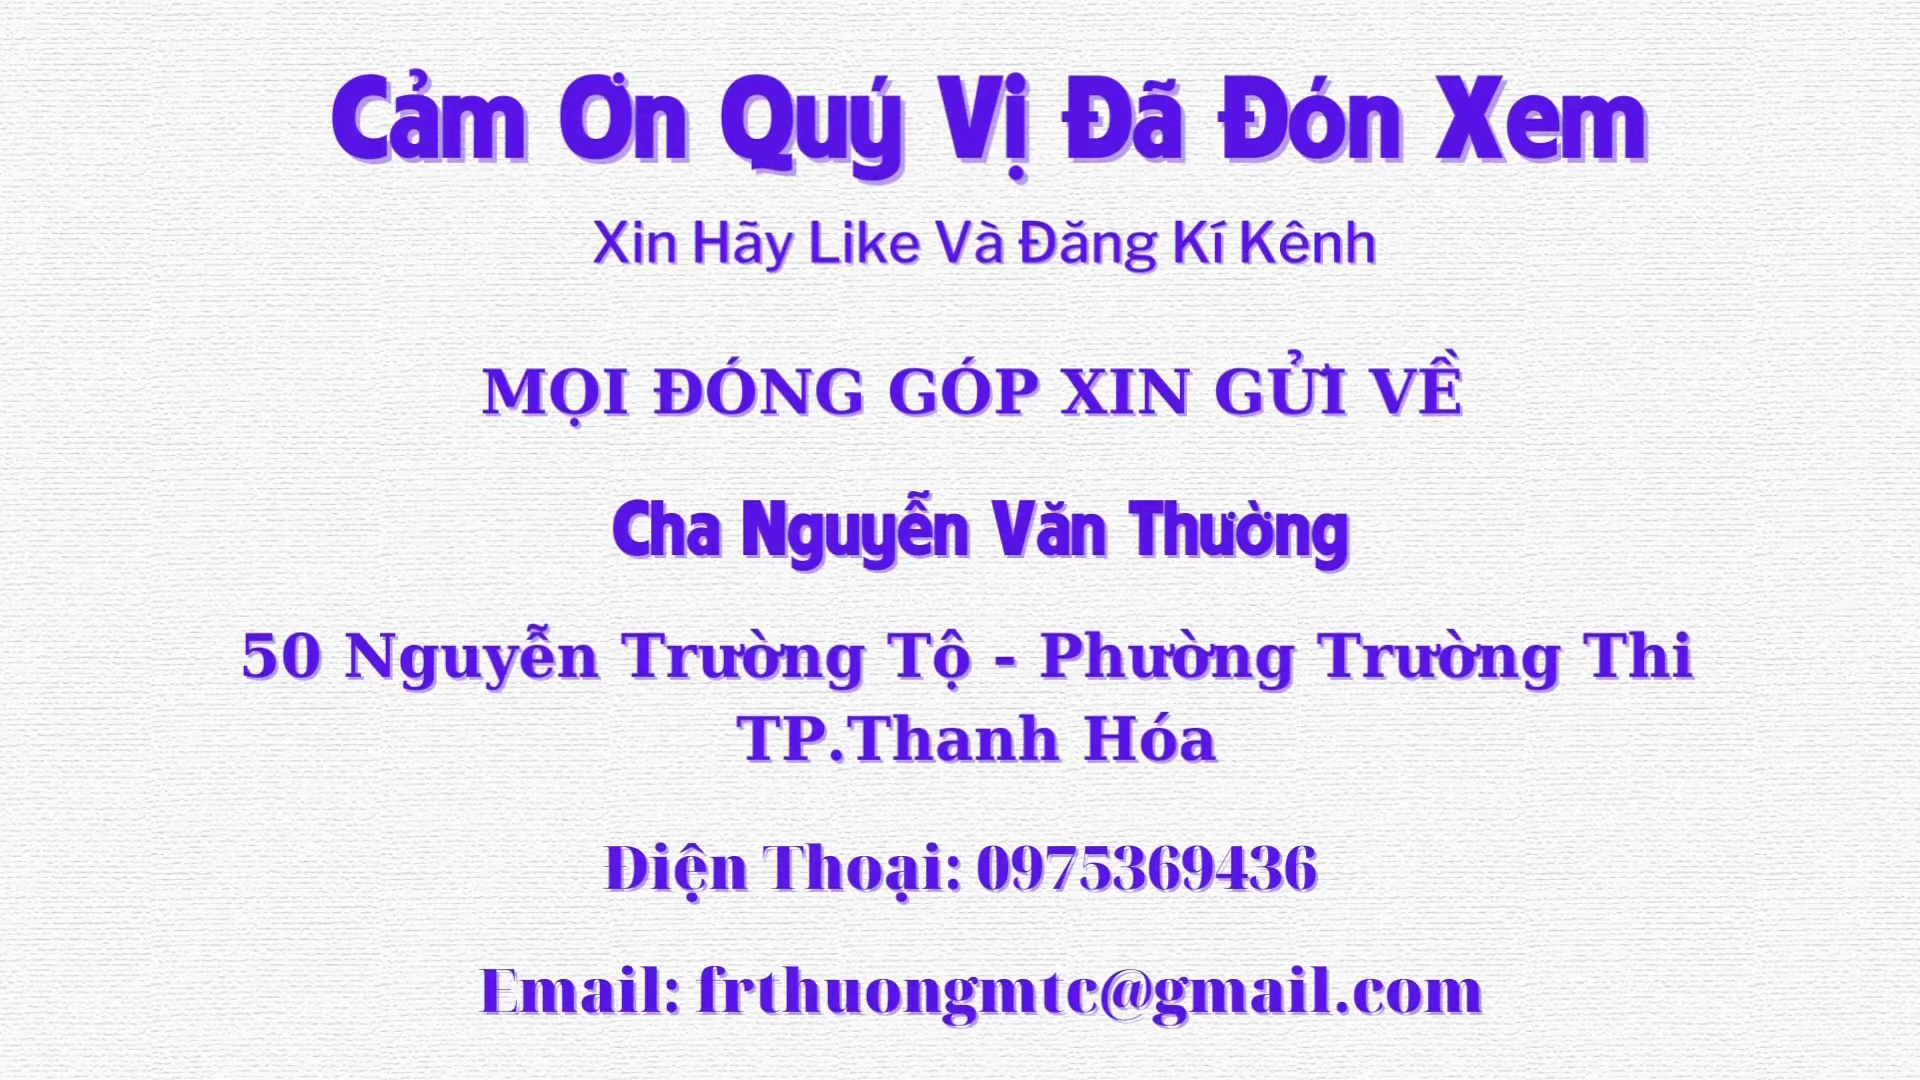 Cảm Ơn Quý Vị Đã Đón Xem
Xin Hãy Like Và Đăng Kí Kênh
MỌI ĐÓNG GÓP XIN GỬI VỀ
Cha Nguyễn Văn Thường
50 Nguyễn Trường Tộ - Phường Trường Thi
TP.Thanh Hóa
Điện Thoại: 0975369436
Email: frthuongmtc@gmail.com